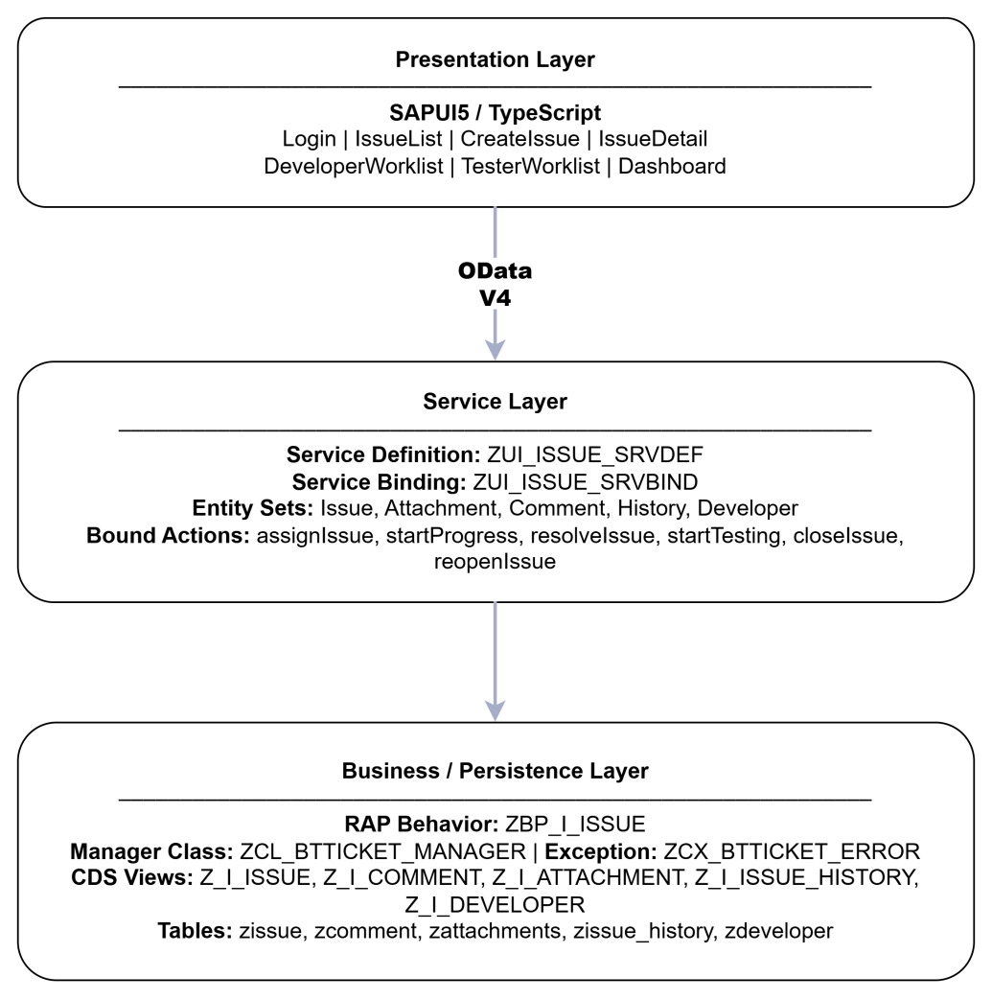 Presentation Layer
SAPUI5 / TypeScript
Login | IssueList | CreateIssue | IssueDetail
DeveloperWorklist | TesterWorklist | Dashboard
OData
V4
Service Layer
Service Definition: ZUI_ISSUE_SRVDEF
Service Binding: ZUI_ISSUE_SRVBIND
Entity Sets: Issue, Attachment, Comment, History, Developer
Bound Actions: assignIssue, startProgress, resolveIssue, startTesting, closeIssue,
reopenIssue
Business / Persistence Layer
RAP Behavior: ZBP_I_ISSUE
Manager Class: ZCL_BTTICKET_MANAGER | Exception: ZCX_BTTICKET_ERROR
CDS Views: Z_I_ISSUE, Z_I_COMMENT, Z_I_ATTACHMENT, Z_I_ISSUE_HISTORY,
Z_I_DEVELOPER
Tables: zissue, zcomment, zattachments, zissue_history, zdeveloper